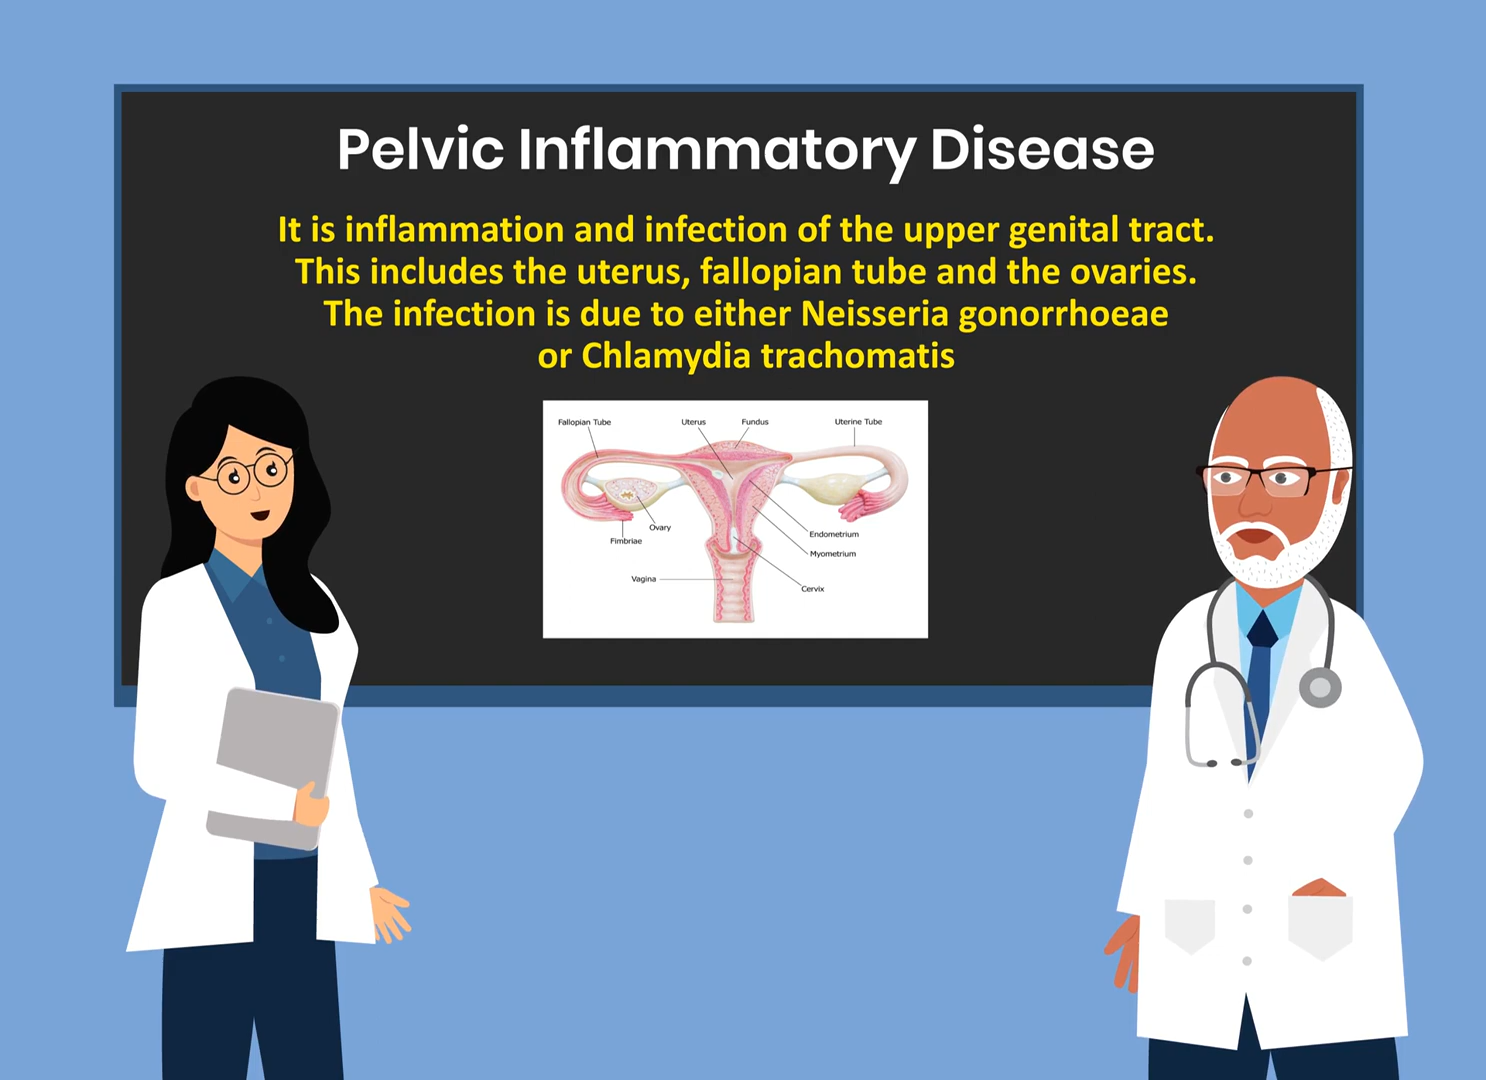 Pelvic Inflammatory Disease
It is inflammation and infection of the upper genital tract.
This includes the uterus, fallopian tube and the ovaries.
The infection is due to either Neisseria gonorrhoeae
or Chlamydia trachomatis
Fallopian Tube
Uterus
Fundus
Uterine Tube
Ovary
Fimbriae
Endometrium
Myometrium
Vagina
Cervix